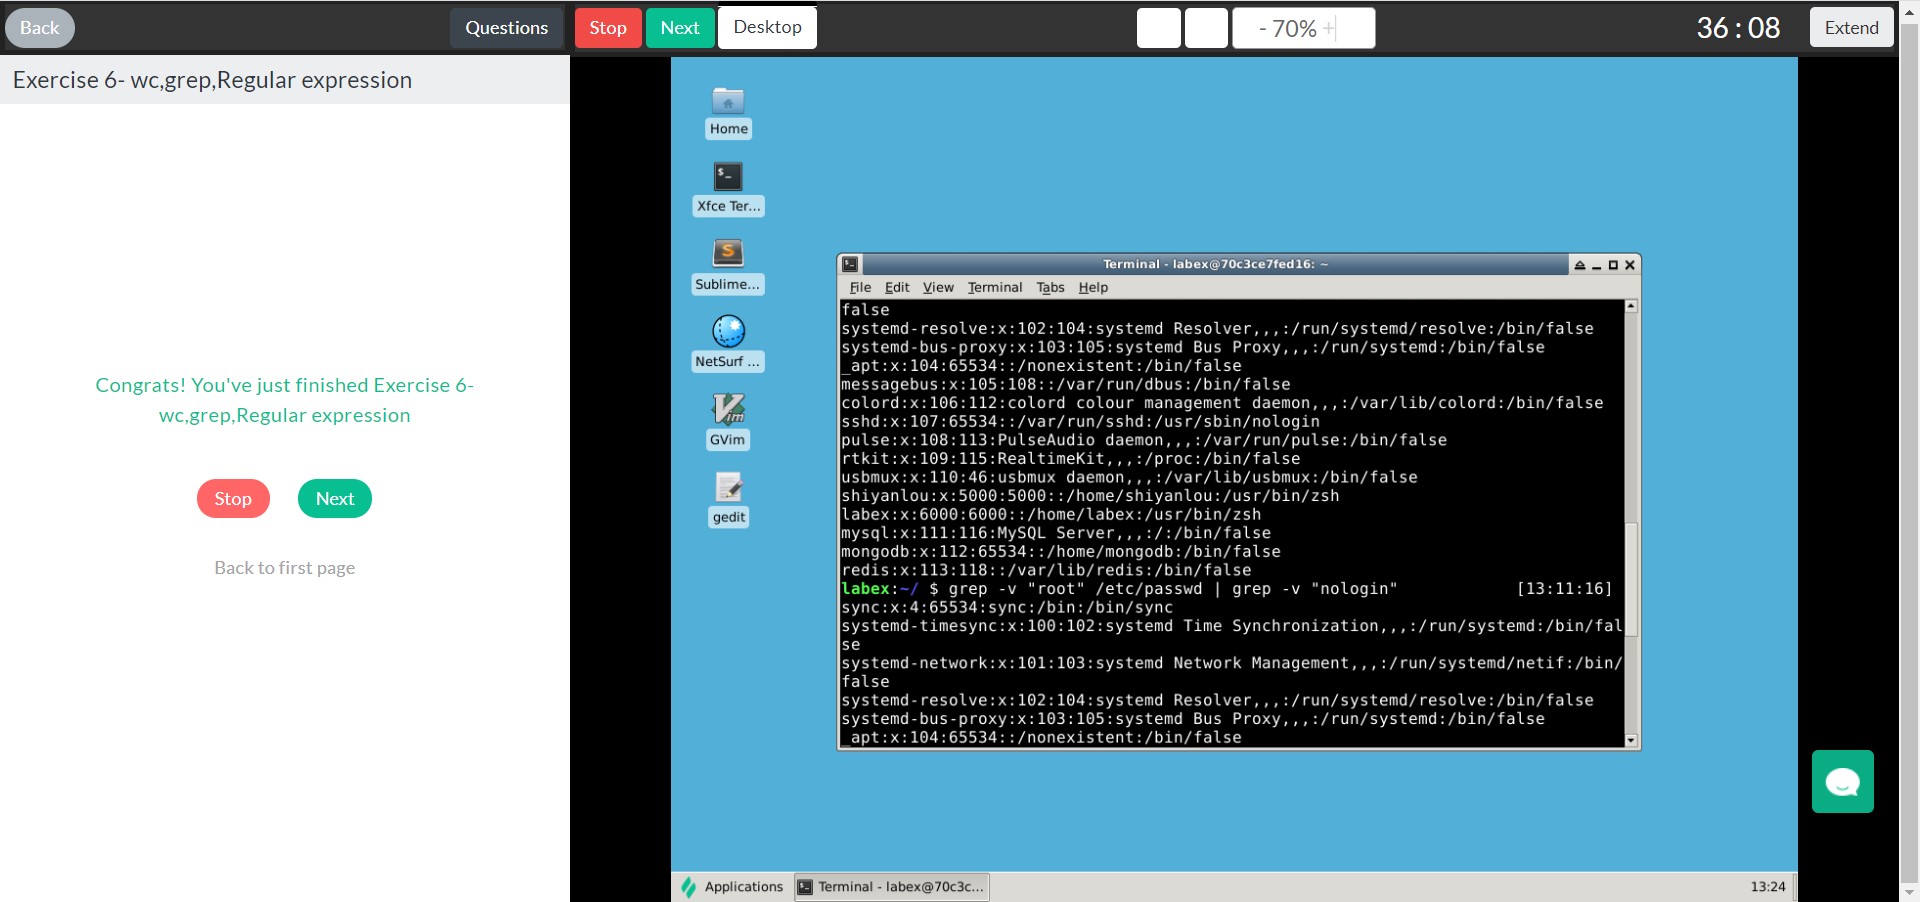 Back
Questions
Stop
Next
Desktop
- 70% +
36 : 08
Extend
Exercise 6- wc,grep,Regular expression
Congrats! You've just finished Exercise 6-
wc,grep,Regular expression
Stop
Next
Back to first page
Home
Xfce Ter...
Sublime...
NetSurf ...
GVim
gedit
Terminal - labex@70c3ce7fed16: ~
File Edit View Terminal Tabs Help
false
systemd-resolve:x:102:104:systemd Resolver,,,:/run/systemd/resolve:/bin/false
systemd-bus-proxy:x:103:105:systemd Bus Proxy,,,:/run/systemd:/bin/false
_apt:x:104:65534::/nonexistent:/bin/false
messagebus:x:105:108::/var/run/dbus:/bin/false
colord:x:106:112:colord colour management daemon,,,:/var/lib/colord:/bin/false
sshd:x:107:65534::/var/run/sshd:/usr/sbin/nologin
pulse:x:108:113:PulseAudio daemon,,,:/var/run/pulse:/bin/false
rtkit:x:109:115:RealtimeKit,,,:/proc:/bin/false
usbmux:x:110:46:usbmux daemon,,,:/var/lib/usbmux:/bin/false
shiyanlou:x:5000:5000::/home/shiyanlou:/usr/bin/zsh
labex:x:6000:6000::/home/labex:/usr/bin/zsh
mysql:x:111:116:MySQL Server,,,:/:/bin/false
mongodb:x:112:65534::/home/mongodb:/bin/false
redis:x:113:118::/var/lib/redis:/bin/false
labex:~/ $ grep -v "root" /etc/passwd | grep -v "nologin" [13:11:16]
sync:x:4:65534:sync:/bin:/bin/sync
systemd-timesync:x:100:102:systemd Time Synchronization,,,:/run/systemd:/bin/fal
se
systemd-network:x:101:103:systemd Network Management,,,:/run/systemd/netif:/bin/
false
systemd-resolve:x:102:104:systemd Resolver,,,:/run/systemd/resolve:/bin/false
systemd-bus-proxy:x:103:105:systemd Bus Proxy,,,:/run/systemd:/bin/false
_apt:x:104:65534::/nonexistent:/bin/false
Applications
Terminal - labex@70c3c...
13:24